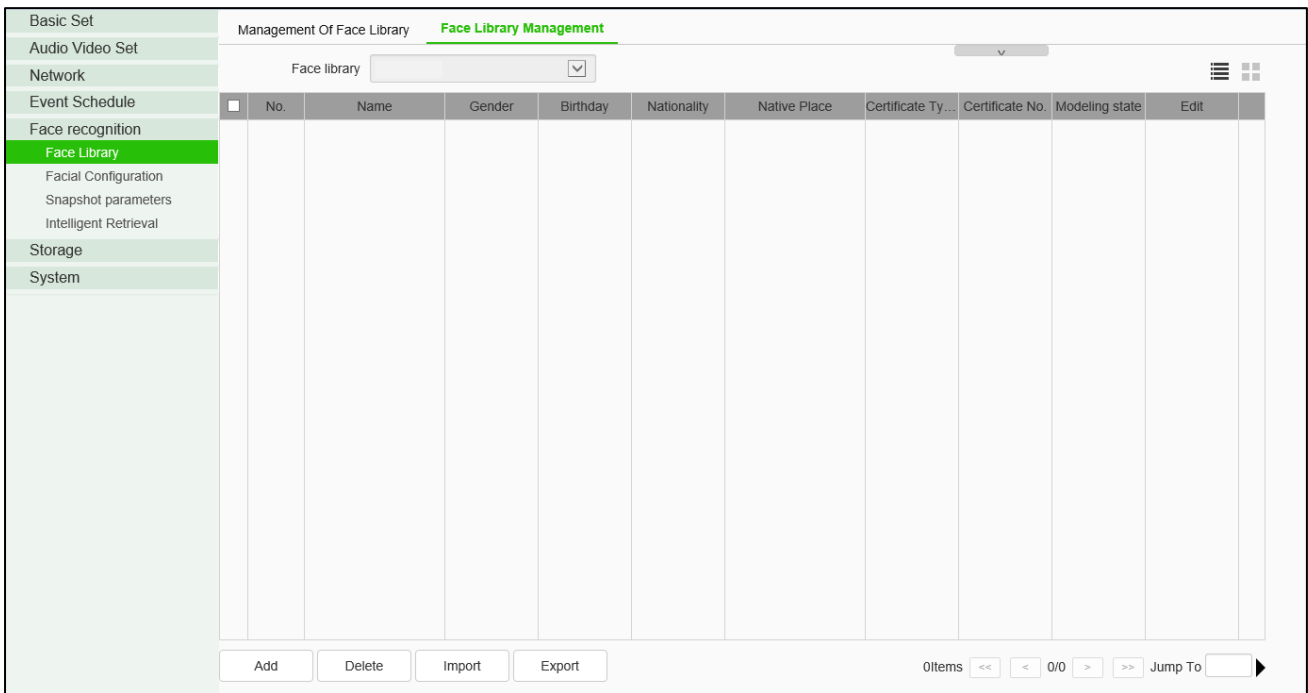 Basic Set
Audio Video Set
Network
Event Schedule
Face recognition
Face Library
Facial Configuration
Snapshot parameters
Intelligent Retrieval
Storage
System
Management Of Face Library Face Library Management
Face library
No. Name Gender Birthday Nationality Native Place Certificate Ty... Certificate No. Modeling state Edit
Add Delete Import Export 0Items << < 0/0 > >> Jump To